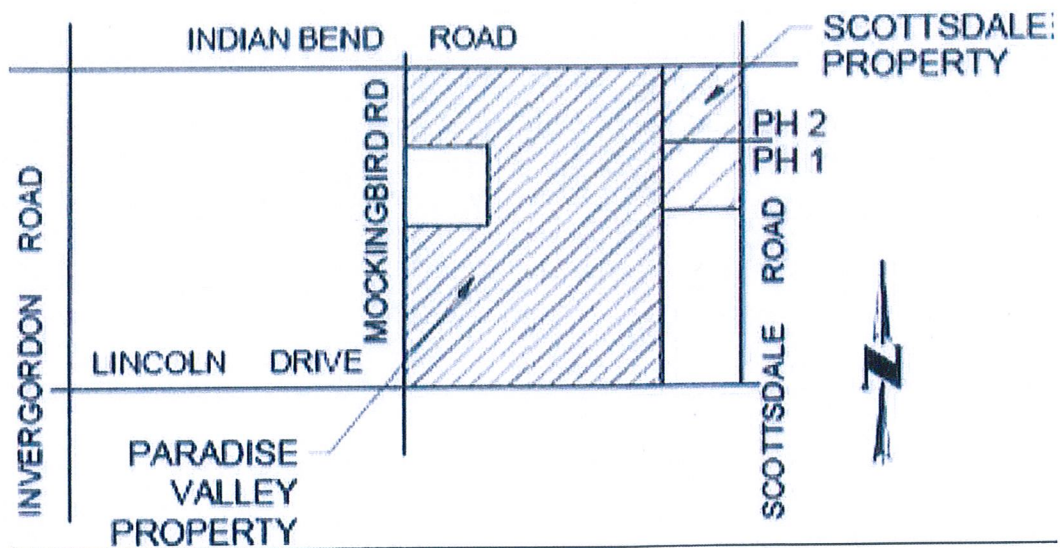 INDIAN BEND ROAD
SCOTTSDALE
PROPERTY
MOCKINGBIRD RD
PH 2
PH 1
INVERGORDON ROAD
SCOTTSDALE ROAD
LINCOLN DRIVE
PARADISE
VALLEY
PROPERTY
N